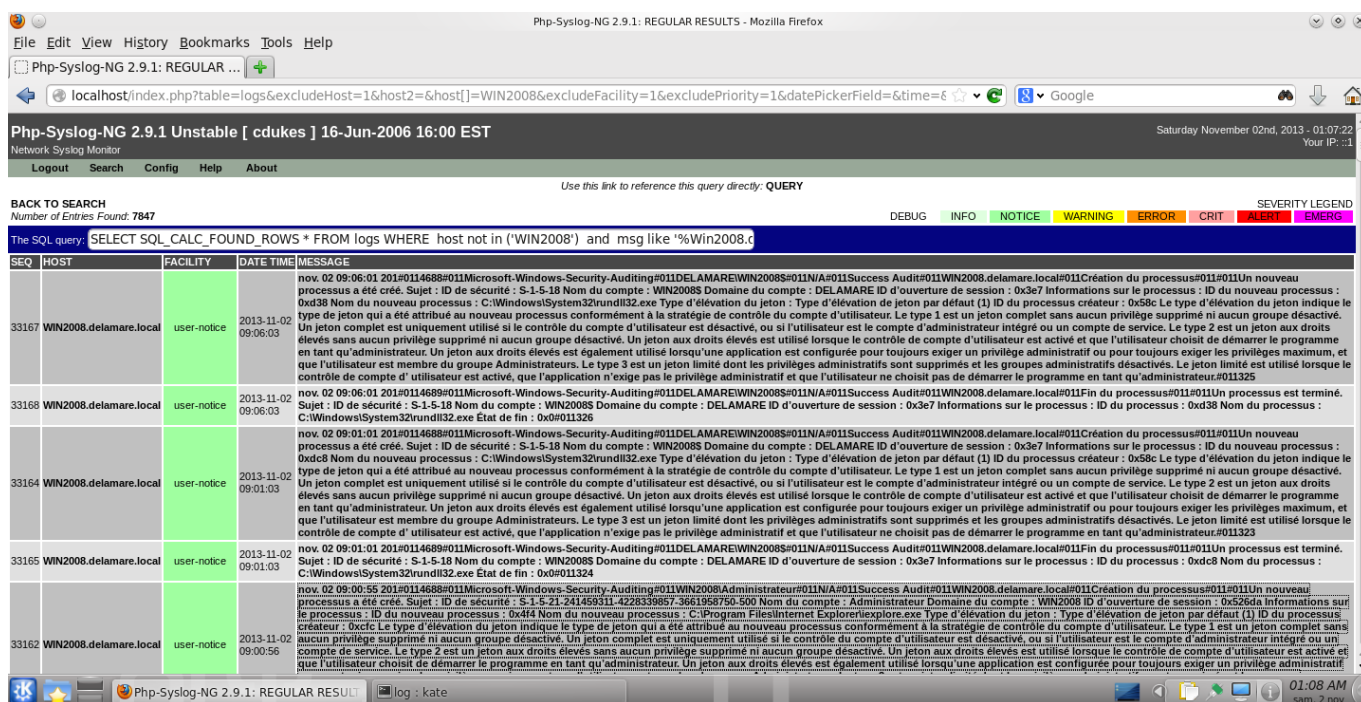 Php-Syslog-NG 2.9.1: REGULAR RESULTS - Mozilla Firefox
File Edit View History Bookmarks Tools Help
Php-Syslog-NG 2.9.1: REGULAR ...
localhost/index.php?table=logs&excludeHost=1&host2=&host[]=WIN2008&excludeFacility=1&excludePriority=1&datePickerField=&time=&
Google
Php-Syslog-NG 2.9.1 Unstable [ cdukes ] 16-Jun-2006 16:00 EST
Saturday November 02nd, 2013 - 01:07:22
Network Syslog Monitor
Your IP: ::1
Logout Search Config Help About
Use this link to reference this query directly: QUERY
BACK TO SEARCH
SEVERITY LEGEND
Number of Entries Found: 7847
DEBUG INFO NOTICE WARNING ERROR CRIT ALERT EMERG
The SQL query: SELECT SQL_CALC_FOUND_ROWS * FROM logs WHERE host not in ('WIN2008') and msg like '%Win2008.d
SEQ HOST FACILITY DATE TIME MESSAGE
33167 WIN2008.delamare.local user-notice 2013-11-02 09:06:03
nov. 02 09:06:01 201#0114688#011Microsoft-Windows-Security-Auditing#011DELAMARE\WIN2008$#011N/A#011Success Audit#011WIN2008.delamare.local#011Création du processus#011#011Un nouveau
processus a été créé. Sujet : ID de sécurité : S-1-5-18 Nom du compte : WIN2008$ Domaine du compte : DELAMARE ID d'ouverture de session : 0x3e7 Informations sur le processus : ID du nouveau processus :
0xd38 Nom du nouveau processus : C:\Windows\System32\rundll32.exe Type d'élévation du jeton : Type d'élévation de jeton par défaut (1) ID du processus créateur : 0x58c Le type d'élévation du jeton indique le
type de jeton qui a été attribué au nouveau processus conformément à la stratégie de contrôle du compte d'utilisateur. Le type 1 est un jeton complet sans aucun privilège supprimé ni aucun groupe désactivé.
Un jeton complet est uniquement utilisé si le contrôle du compte d'utilisateur est désactivé, ou si l'utilisateur est le compte d'administrateur intégré ou un compte de service. Le type 2 est un jeton aux droits
élevés sans aucun privilège supprimé ni aucun groupe désactivé. Un jeton aux droits élevés est utilisé lorsque le contrôle de compte d'utilisateur est activé et que l'utilisateur choisit de démarrer le programme
en tant qu'administrateur. Un jeton aux droits élevés est également utilisé lorsqu'une application est configurée pour toujours exiger un privilège administratif ou pour toujours exiger les privilèges maximum, et
que l'utilisateur est membre du groupe Administrateurs. Le type 3 est un jeton limité dont les privilèges administratifs sont supprimés et les groupes administratifs désactivés. Le jeton limité est utilisé lorsque le
contrôle de compte d' utilisateur est activé, que l'application n'exige pas le privilège administratif et que l'utilisateur ne choisit pas de démarrer le programme en tant qu'administrateur.#011325
33168 WIN2008.delamare.local user-notice 2013-11-02 09:06:03
nov. 02 09:06:01 201#0114689#011Microsoft-Windows-Security-Auditing#011DELAMARE\WIN2008$#011N/A#011Success Audit#011WIN2008.delamare.local#011Fin du processus#011#011Un processus est terminé.
Sujet : ID de sécurité : S-1-5-18 Nom du compte : WIN2008$ Domaine du compte : DELAMARE ID d'ouverture de session : 0x3e7 Informations sur le processus : ID du processus : 0xd38 Nom du processus :
C:\Windows\System32\rundll32.exe État de fin : 0x0#011326
33164 WIN2008.delamare.local user-notice 2013-11-02 09:01:03
nov. 02 09:01:01 201#0114688#011Microsoft-Windows-Security-Auditing#011DELAMARE\WIN2008$#011N/A#011Success Audit#011WIN2008.delamare.local#011Création du processus#011#011Un nouveau
processus a été créé. Sujet : ID de sécurité : S-1-5-18 Nom du compte : WIN2008$ Domaine du compte : DELAMARE ID d'ouverture de session : 0x3e7 Informations sur le processus : ID du nouveau processus :
0xdc8 Nom du nouveau processus : C:\Windows\System32\rundll32.exe Type d'élévation du jeton : Type d'élévation de jeton par défaut (1) ID du processus créateur : 0x58c Le type d'élévation du jeton indique le
type de jeton qui a été attribué au nouveau processus conformément à la stratégie de contrôle du compte d'utilisateur. Le type 1 est un jeton complet sans aucun privilège supprimé ni aucun groupe désactivé.
Un jeton complet est uniquement utilisé si le contrôle du compte d'utilisateur est désactivé, ou si l'utilisateur est le compte d'administrateur intégré ou un compte de service. Le type 2 est un jeton aux droits
élevés sans aucun privilège supprimé ni aucun groupe désactivé. Un jeton aux droits élevés est utilisé lorsque le contrôle de compte d'utilisateur est activé et que l'utilisateur choisit de démarrer le programme
en tant qu'administrateur. Un jeton aux droits élevés est également utilisé lorsqu'une application est configurée pour toujours exiger un privilège administratif ou pour toujours exiger les privilèges maximum, et
que l'utilisateur est membre du groupe Administrateurs. Le type 3 est un jeton limité dont les privilèges administratifs sont supprimés et les groupes administratifs désactivés. Le jeton limité est utilisé lorsque le
contrôle de compte d' utilisateur est activé, que l'application n'exige pas le privilège administratif et que l'utilisateur ne choisit pas de démarrer le programme en tant qu'administrateur.#011323
33165 WIN2008.delamare.local user-notice 2013-11-02 09:01:03
nov. 02 09:01:01 201#0114689#011Microsoft-Windows-Security-Auditing#011DELAMARE\WIN2008$#011N/A#011Success Audit#011WIN2008.delamare.local#011Fin du processus#011#011Un processus est terminé.
Sujet : ID de sécurité : S-1-5-18 Nom du compte : WIN2008$ Domaine du compte : DELAMARE ID d'ouverture de session : 0x3e7 Informations sur le processus : ID du processus : 0xdc8 Nom du processus :
C:\Windows\System32\rundll32.exe État de fin : 0x0#011324
33162 WIN2008.delamare.local user-notice 2013-11-02 09:00:56
nov. 02 09:00:55 201#0114688#011Microsoft-Windows-Security-Auditing#011WIN2008\Administrateur#011N/A#011Success Audit#011WIN2008.delamare.local#011Création du processus#011#011Un nouveau
processus a été créé. Sujet : ID de sécurité : S-1-5-21-241459311-4228339857-3661958750-500 Nom du compte : Administrateur Domaine du compte : WIN2008 ID d'ouverture de session : 0x526da Informations sur
le processus : ID du nouveau processus : 0x4f4 Nom du nouveau processus : C:\Program Files\Internet Explorer\iexplore.exe Type d'élévation du jeton : Type d'élévation de jeton par défaut (1) ID du processus
créateur : 0xcfc Le type d'élévation du jeton indique le type de jeton qui a été attribué au nouveau processus conformément à la stratégie de contrôle du compte d'utilisateur. Le type 1 est un jeton complet sans
aucun privilège supprimé ni aucun groupe désactivé. Un jeton complet est uniquement utilisé si le contrôle du compte d'utilisateur est désactivé, ou si l'utilisateur est le compte d'administrateur intégré ou un
compte de service. Le type 2 est un jeton aux droits élevés sans aucun privilège supprimé ni aucun groupe désactivé. Un jeton aux droits élevés est utilisé lorsque le contrôle de compte d'utilisateur est activé et
que l'utilisateur choisit de démarrer le programme en tant qu'administrateur. Un jeton aux droits élevés est également utilisé lorsqu'une application est configurée pour toujours exiger un privilège administratif
Php-Syslog-NG 2.9.1: REGULAR RESULT
log : kate
01:08 AM
sam. 2 nov.